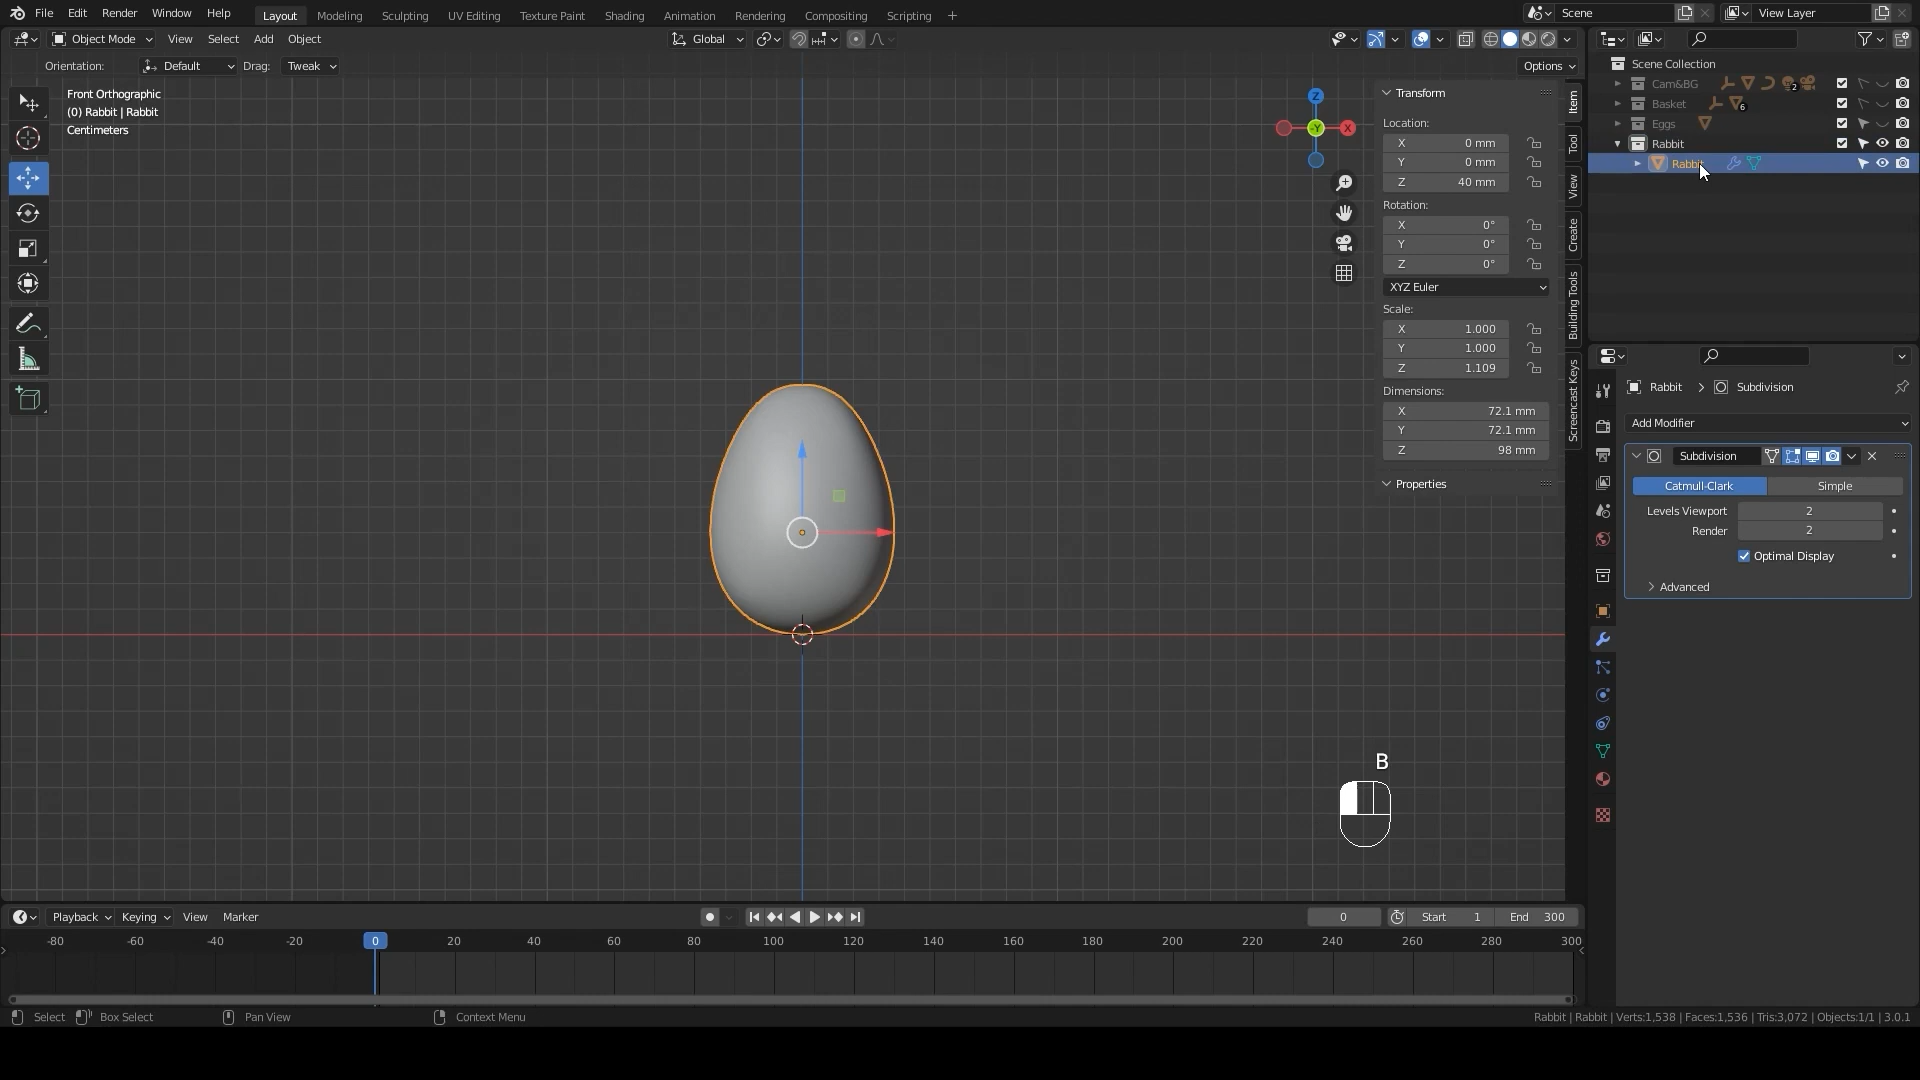 File Edit Render Window Help Layout Modeling Sculpting UV Editing Texture Paint Shading Animation Rendering Compositing Scripting + Scene View Layer
Object Mode View Select Add Object Global
Orientation: Default Drag: Tweak Options
Front Orthographic
(0) Rabbit | Rabbit
Centimeters
Z
-Y
X
Transform
Location:
X 0 mm
Y 0 mm
Z 40 mm
Rotation:
X 0°
Y 0°
Z 0°
XYZ Euler
Scale:
X 1.000
Y 1.000
Z 1.109
Dimensions:
X 72.1 mm
Y 72.1 mm
Z 98 mm
Properties
Item
Tool
View
Create
Building Tools
Screencast Keys
Scene Collection
Cam&BG 2
Basket 6
Eggs
Rabbit
Rabbit
Rabbit > Subdivision
Add Modifier
Subdivision
Catmull-Clark Simple
Levels Viewport 2
Render 2
Optimal Display
Advanced
B
Playback Keying View Marker 0 Start 1 End 300
-80 -60 -40 -20 0 20 40 60 80 100 120 140 160 180 200 220 240 260 280 300
Select Box Select Pan View Context Menu Rabbit | Rabbit | Verts:1,538 | Faces:1,536 | Tris:3,072 | Objects:1/1 | 3.0.1